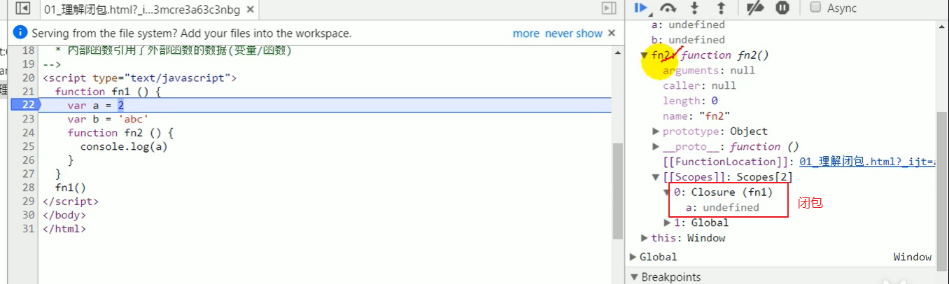 01_理解闭包.html?_i…3mcre3a63c3nbg ×
Serving from the file system? Add your files into the workspace. more never show ×
18 * 内部函数引用了外部函数的数据(变量/函数)
19 -->
20 <script type="text/javascript">
21 function fn1 () {
22 var a = 2
23 var b = 'abc'
24 function fn2 () {
25 console.log(a)
26 }
27 }
28 fn1()
29 </script>
30 </body>
31 </html>
Async
a: undefined
b: undefined
fn2: function fn2()
arguments: null
caller: null
length: 0
name: "fn2"
prototype: Object
__proto__: function ()
[[FunctionLocation]]: 01_理解闭包.html?_ijt=
[[Scopes]]: Scopes[2]
0: Closure (fn1)
a: undefined
闭包
1: Global
this: Window
Global Window
Breakpoints